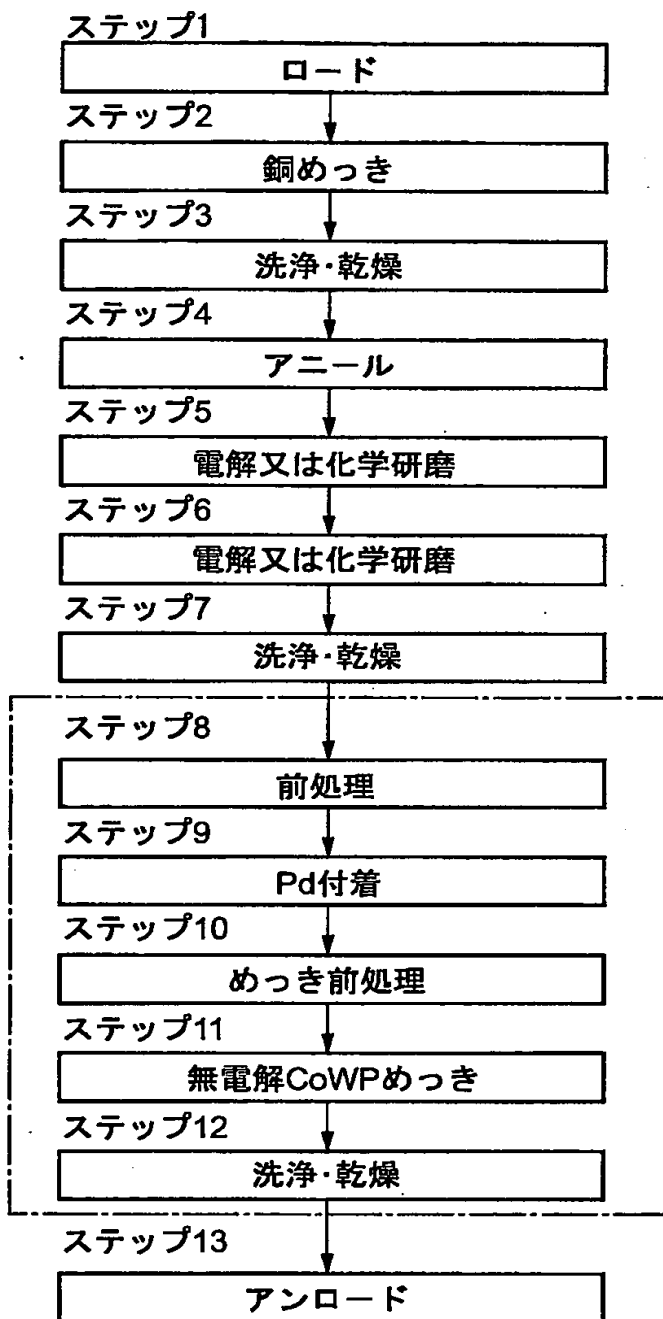 ステップ1
ロード
ステップ2
銅めっき
ステップ3
洗浄・乾燥
ステップ4
アニール
ステップ5
電解又は化学研磨
ステップ6
電解又は化学研磨
ステップ7
洗浄・乾燥
ステップ8
前処理
ステップ9
Pd付着
ステップ10
めっき前処理
ステップ11
無電解CoWPめっき
ステップ12
洗浄・乾燥
ステップ13
アンロード